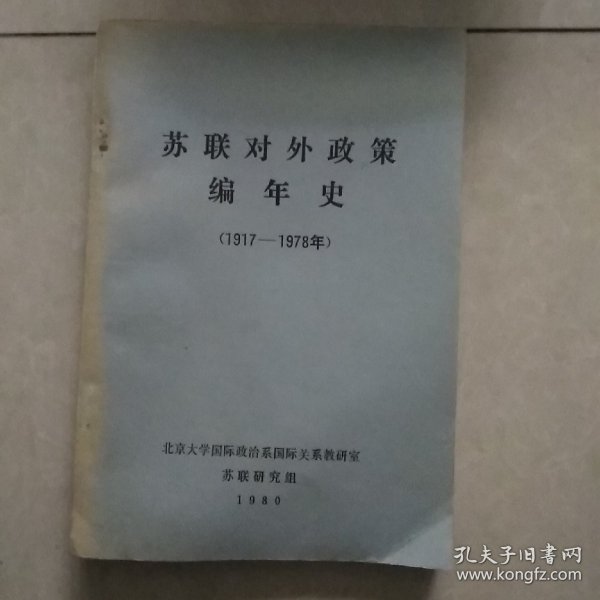 苏联对外政策
编年史
(1917—1978年)
北京大学国际政治系国际关系教研室
苏联研究组
1980
孔夫子旧书网
www.kongfz.com